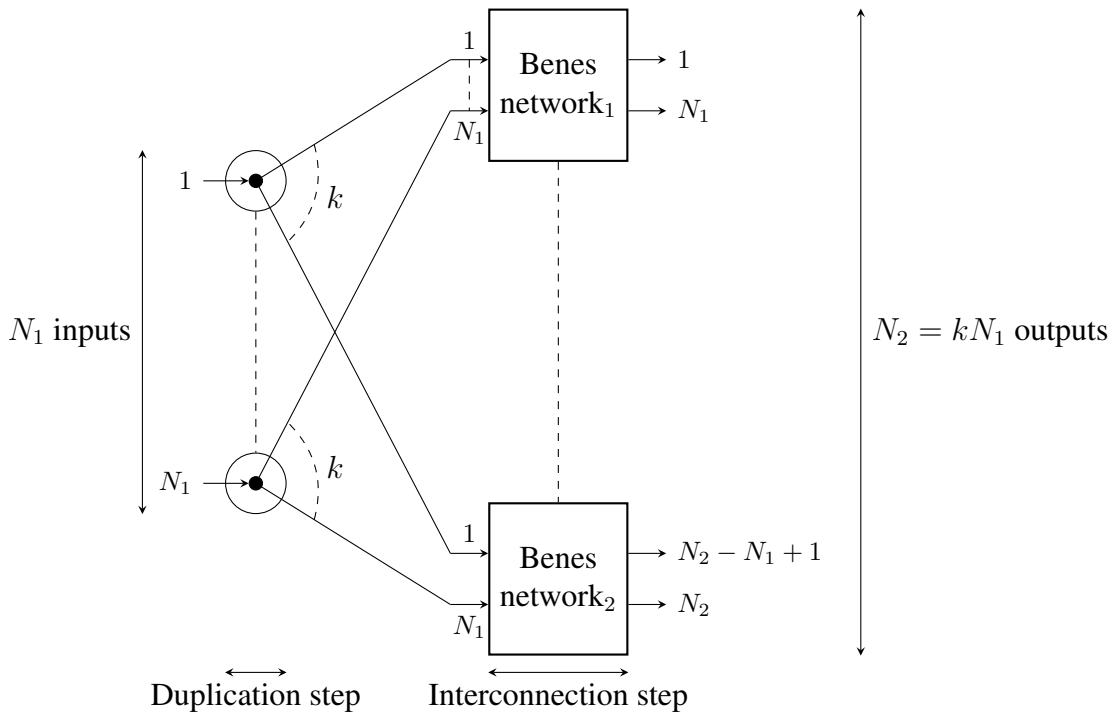 1
Benes
network₁
1
N₁
N₁
1
k
N₁ inputs
N₂ = kN₁ outputs
k
N₁
1
Benes
network₂
N₂ − N₁ + 1
N₂
N₁
Duplication step
Interconnection step